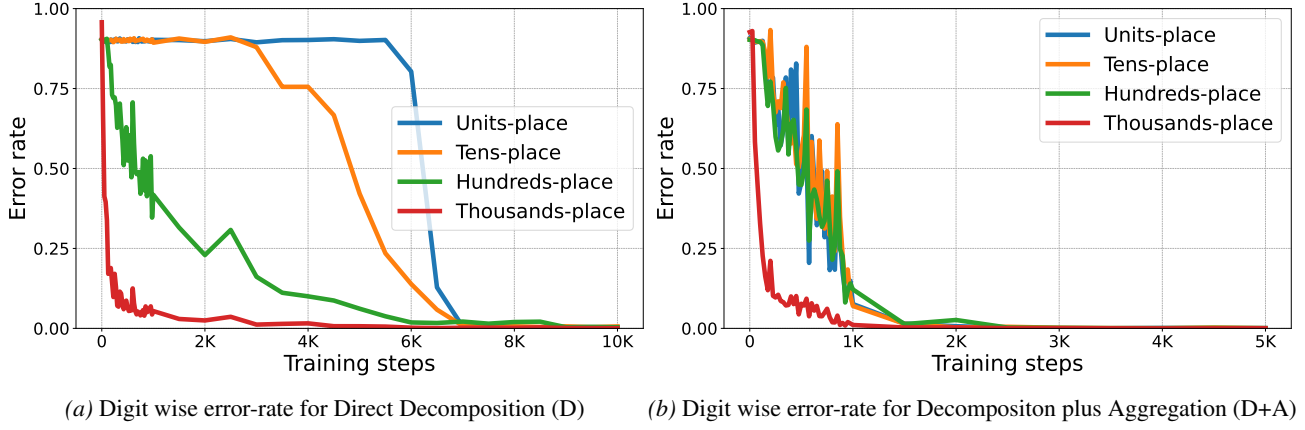 1.00
0.75
0.50
0.25
0.00
Error rate
0
2K
4K
6K
8K
10K
Training steps
Units-place
Tens-place
Hundreds-place
Thousands-place
(a) Digit wise error-rate for Direct Decomposition (D)
1.00
0.75
0.50
0.25
0.00
Error rate
0
1K
2K
3K
4K
5K
Training steps
Units-place
Tens-place
Hundreds-place
Thousands-place
(b) Digit wise error-rate for Decompositon plus Aggregation (D+A)